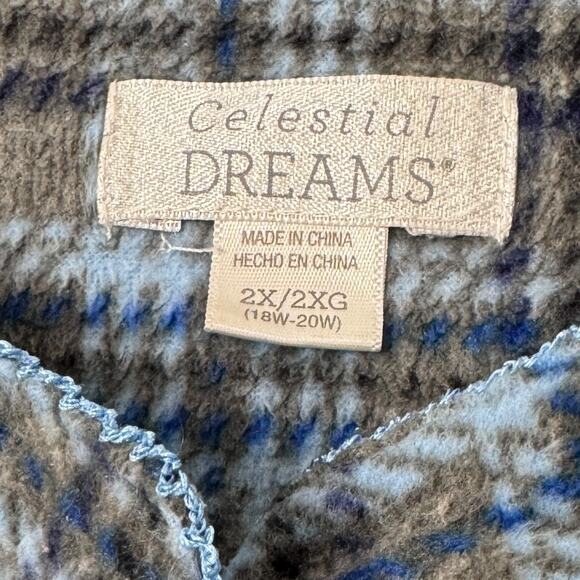 Celestial
DREAMS®
MADE IN CHINA
HECHO EN CHINA
2X/2XG
(18W-20W)